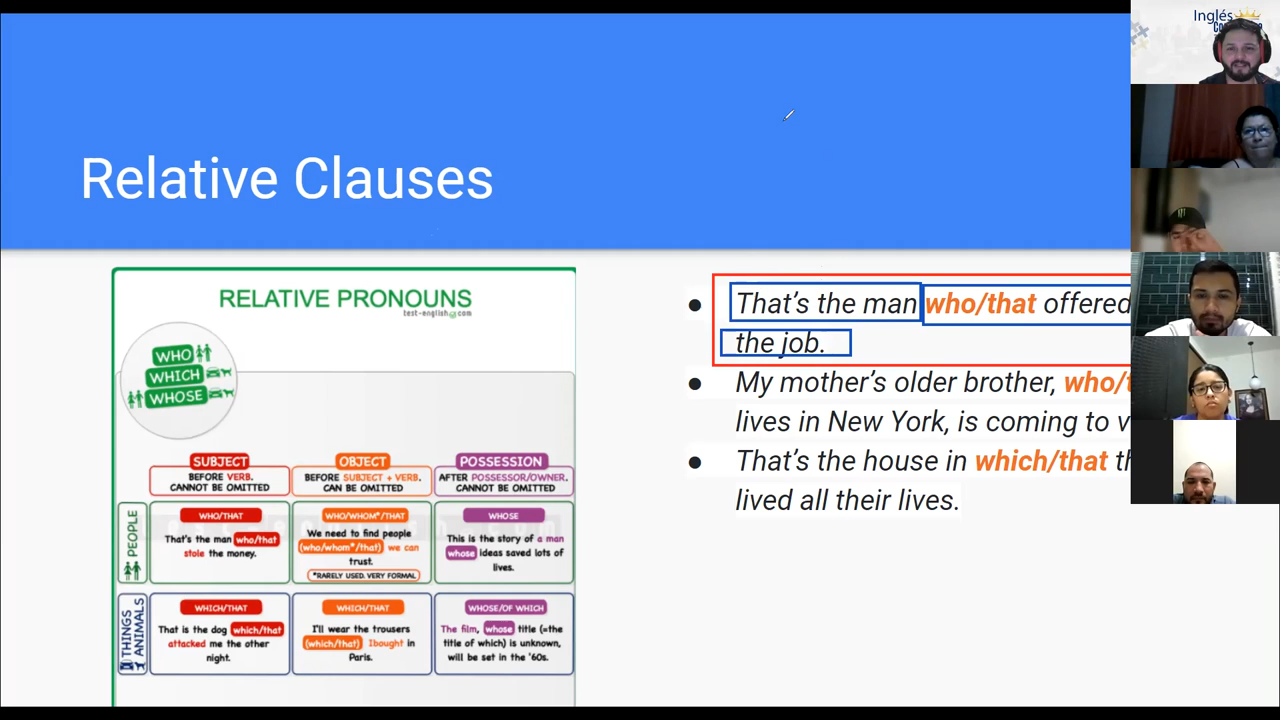 Inglés
Relative Clauses
RELATIVE PRONOUNS
test-english.com
WHO
WHICH
WHOSE
SUBJECT
BEFORE VERB.
CANNOT BE OMITTED
OBJECT
BEFORE SUBJECT + VERB.
CAN BE OMITTED
POSSESSION
AFTER POSSESSOR/OWNER.
CANNOT BE OMITTED
PEOPLE
WHO/THAT
That's the man who/that
stole the money.
WHO/WHOM*/THAT
We need to find people
(who/whom*/that) we can
trust.
*RARELY USED. VERY FORMAL
WHOSE
This is the story of a man
whose ideas saved lots of
lives.
THINGS
ANIMALS
WHICH/THAT
That is the dog which/that
attacked me the other
night.
WHICH/THAT
I'll wear the trousers
(which/that) I bought in
Paris.
WHOSE/OF WHICH
The film, whose title (=the
title of which) is unknown,
will be set in the '60s.
● That's the man who/that offered
the job.
● My mother's older brother, who/t
lives in New York, is coming to v
● That's the house in which/that th
lived all their lives.